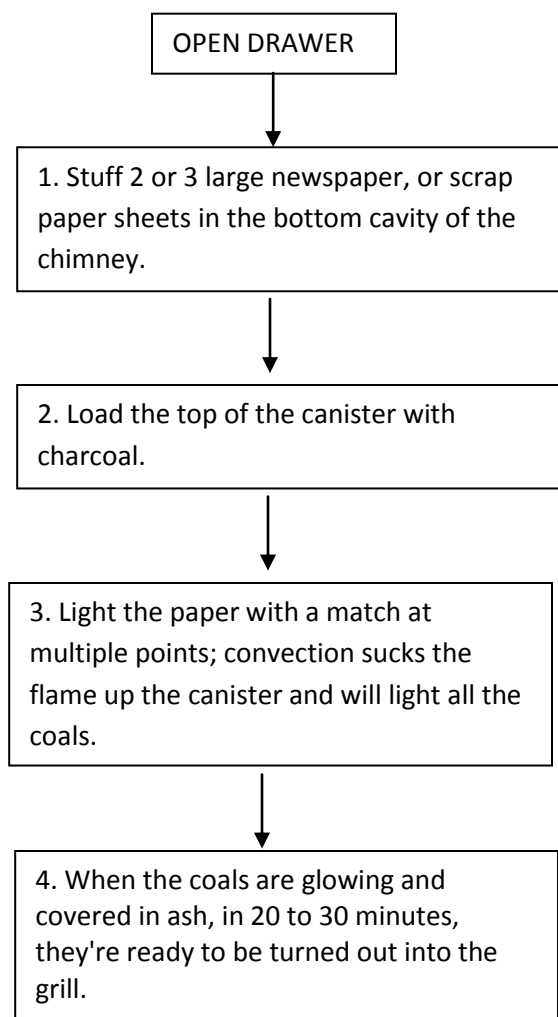 OPEN DRAWER
1. Stuff 2 or 3 large newspaper, or scrap
paper sheets in the bottom cavity of the
chimney.
2. Load the top of the canister with
charcoal.
3. Light the paper with a match at
multiple points; convection sucks the
flame up the canister and will light all the
coals.
4. When the coals are glowing and
covered in ash, in 20 to 30 minutes,
they're ready to be turned out into the
grill.